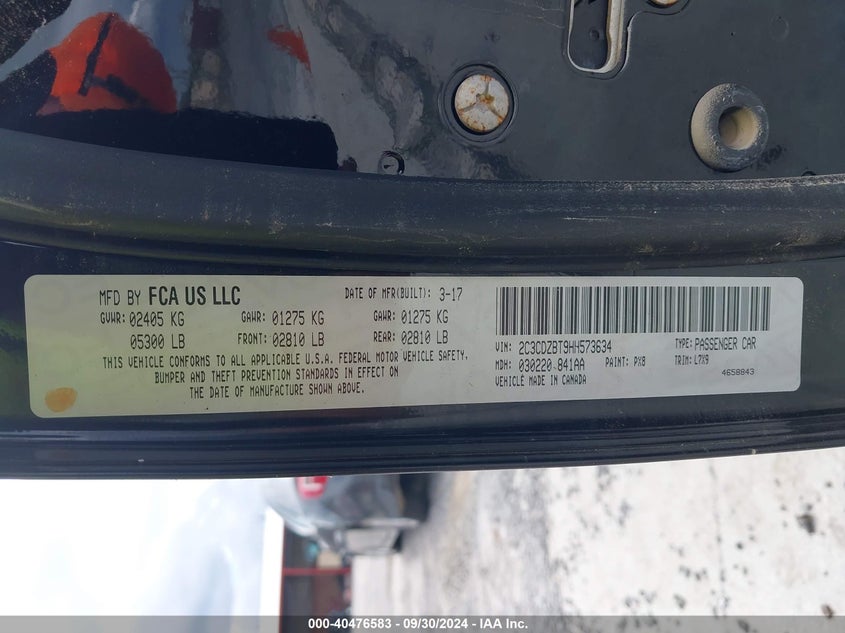 MFD BY FCA US LLC DATE OF MFR(BUILT): 3-17
GVWR: 02405 KG GAWR: 01275 KG GAWR: 01275 KG
05300 LB FRONT: 02810 LB REAR: 02810 LB
THIS VEHICLE CONFORMS TO ALL APPLICABLE U.S.A. FEDERAL MOTOR VEHICLE SAFETY,
BUMPER AND THEFT PREVENTION STANDARDS IN EFFECT ON
THE DATE OF MANUFACTURE SHOWN ABOVE.
VIN: 2C3CDZBT9HH573634 TYPE: PASSENGER CAR
MDH: 030220 841AA PAINT: PX8 TRIM: L7X9
VEHICLE MADE IN CANADA 4658843
000-40476583 - 09/30/2024 - IAA Inc.